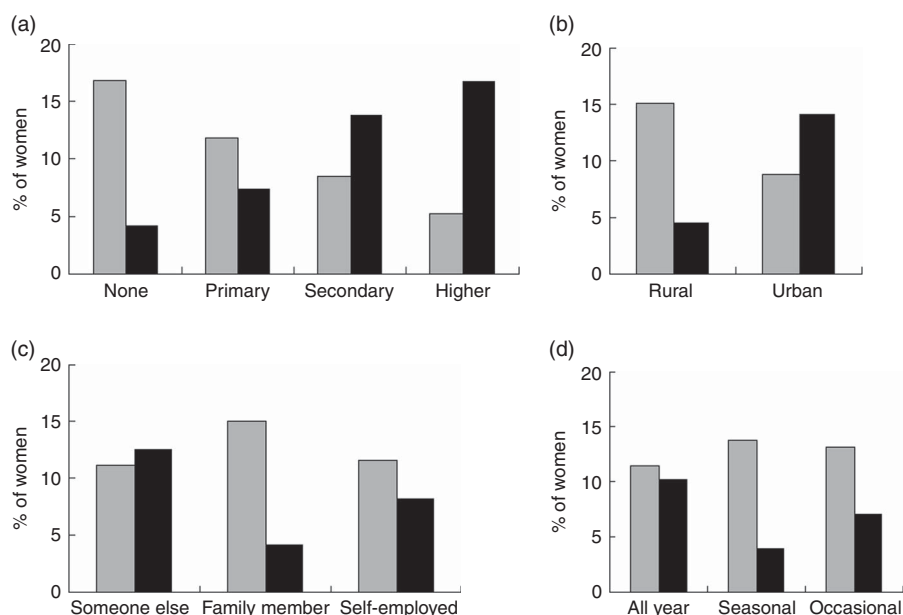 (a)
20
15
10
5
0
% of women
None Primary Secondary Higher
(b)
20
15
10
5
0
% of women
Rural Urban
(c)
20
15
10
5
0
% of women
Someone else Family member Self-employed
(d)
20
15
10
5
0
% of women
All year Seasonal Occasional